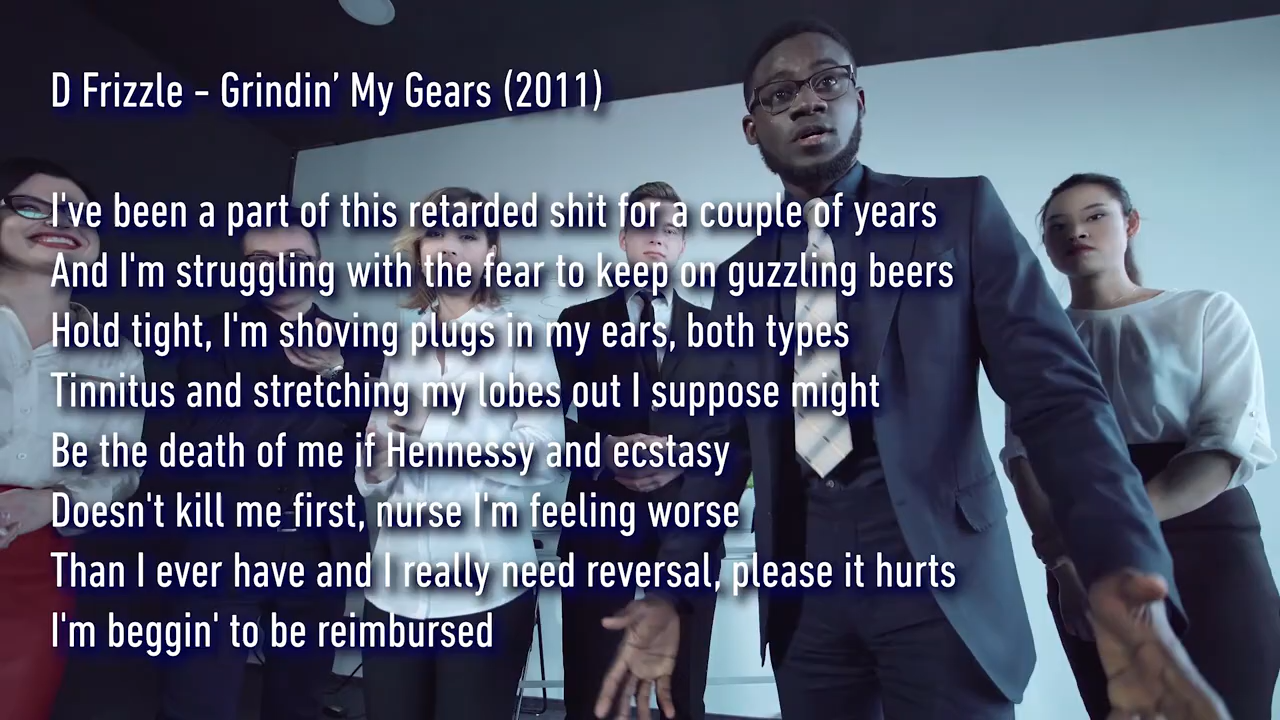 D Frizzle - Grindin’ My Gears (2011)
I've been a part of this retarded shit for a couple of years
And I'm struggling with the fear to keep on guzzling beers
Hold tight, I'm shoving plugs in my ears, both types
Tinnitus and stretching my lobes out I suppose might
Be the death of me if Hennessy and ecstasy
Doesn't kill me first, nurse I'm feeling worse
Than I ever have and I really need reversal, please it hurts
I'm beggin' to be reimbursed